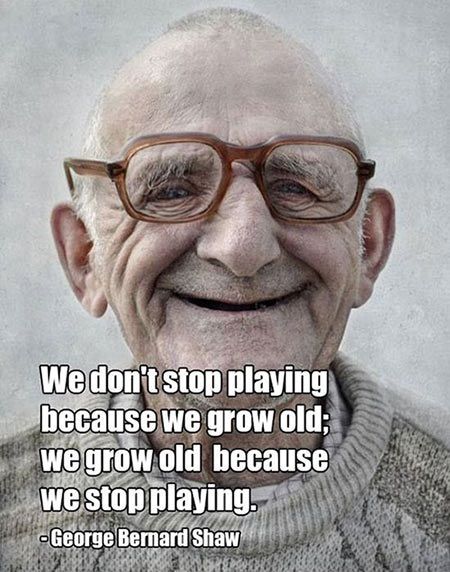 We don't stop playing
because we grow old;
we grow old because
we stop playing.
- George Bernard Shaw